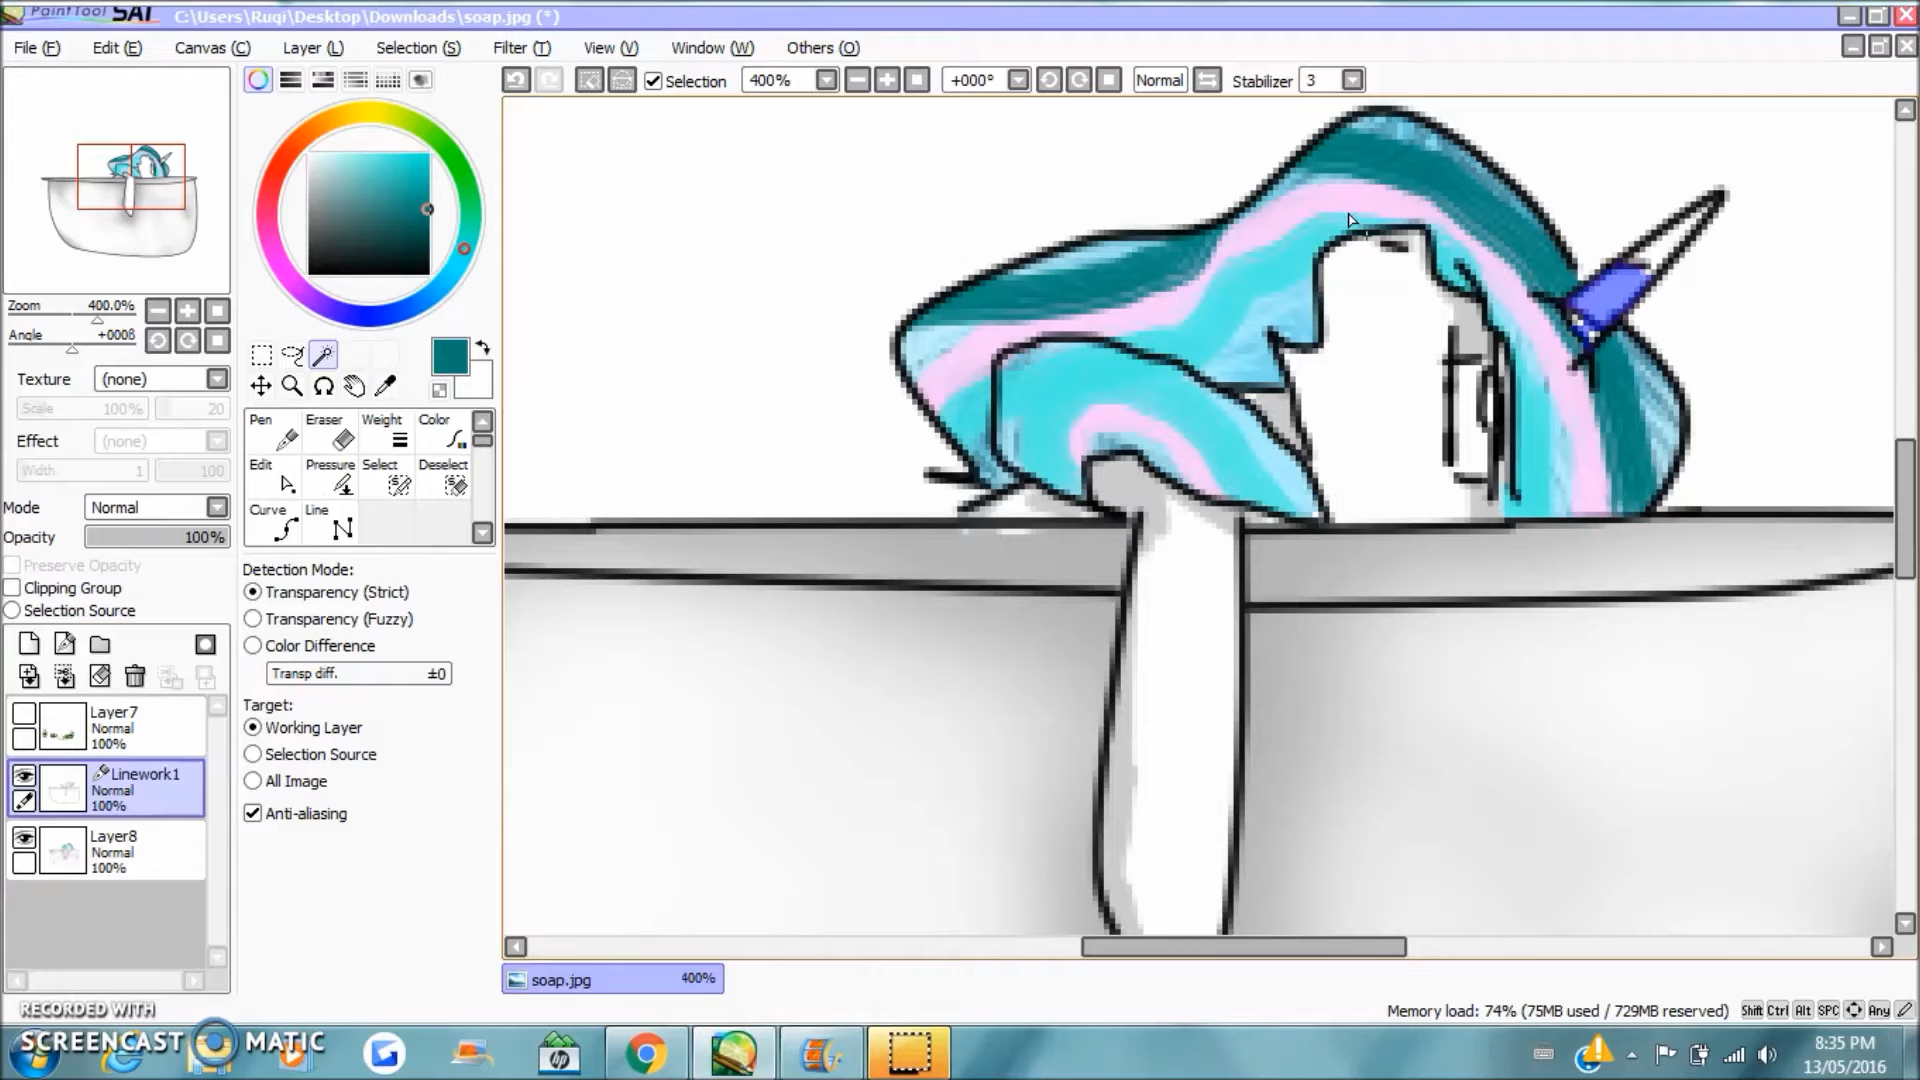 PaintTool SAI C:\Users\Ruqi\Desktop\Downloads\soap.jpg (*)
File (F) Edit (E) Canvas (C) Layer (L) Selection (S) Filter (T) View (V) Window (W) Others (O)
Selection 400% +000° Normal Stabilizer 3
Zoom 400.0%
Angle +000ß
Texture (none)
Scale 100% 20
Effect (none)
Width 1 100
Mode Normal
Opacity 100%
Preserve Opacity
Clipping Group
Selection Source
Layer7
Normal
100%
Linework1
Normal
100%
Layer8
Normal
100%
Pen Eraser Weight Color
Edit Pressure Select Deselect
Curve Line
Detection Mode:
Transparency (Strict)
Transparency (Fuzzy)
Color Difference
Transp diff. ±0
Target:
Working Layer
Selection Source
All Image
Anti-aliasing
soap.jpg 400%
Memory load: 74% (75MB used / 729MB reserved) Shift Ctrl Alt SPC Any
RECORDED WITH
SCREENCAST MATIC
hp
8:35 PM
13/05/2016